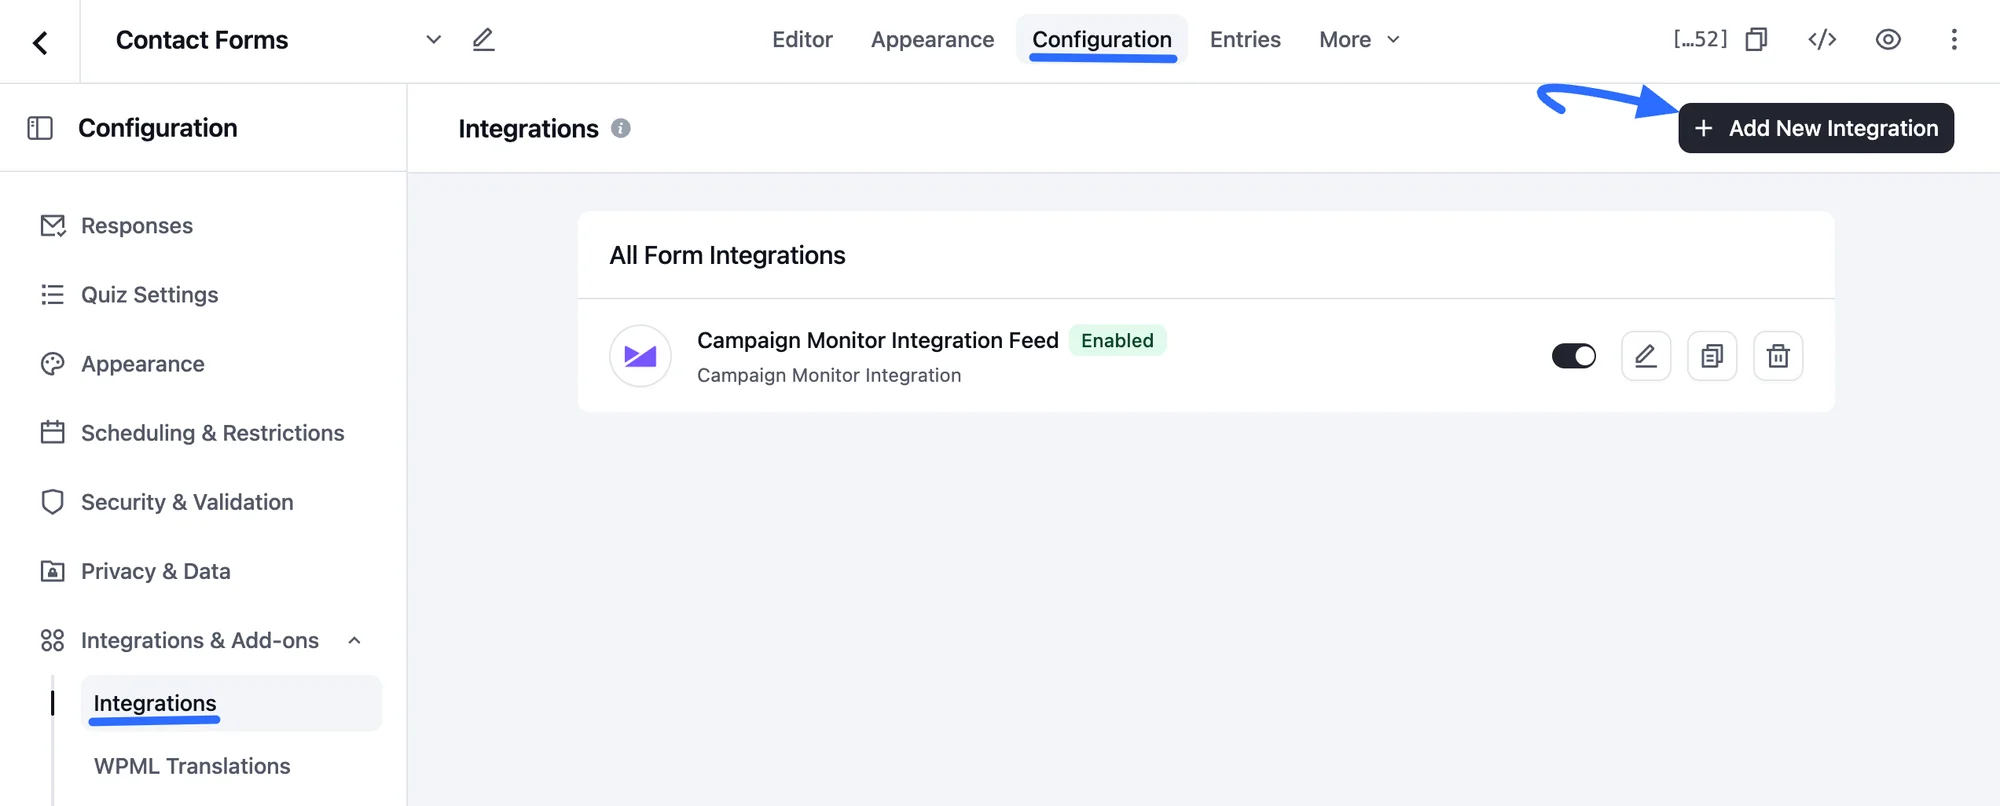 Contact Forms
Editor
Appearance
Configuration
Entries
More
[…52]
Configuration
Integrations
+ Add New Integration
Responses
Quiz Settings
Appearance
Scheduling & Restrictions
Security & Validation
Privacy & Data
Integrations & Add-ons
Integrations
WPML Translations
All Form Integrations
Campaign Monitor Integration Feed
Enabled
Campaign Monitor Integration